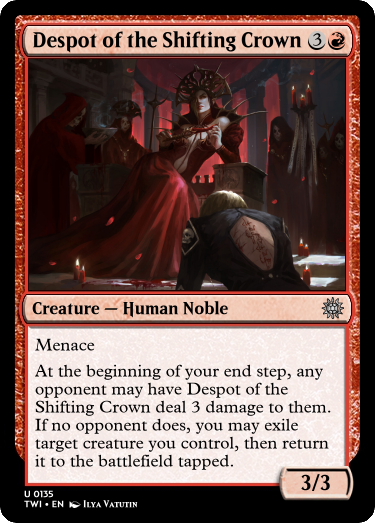 Despot of the Shifting Crown 3
Creature — Human Noble
Menace
At the beginning of your end step, any
opponent may have Despot of the
Shifting Crown deal 3 damage to them.
If no opponent does, you may exile
target creature you control, then return
it to the battlefield tapped.
3/3
U 0135
TWI • EN Ilya Vatutin